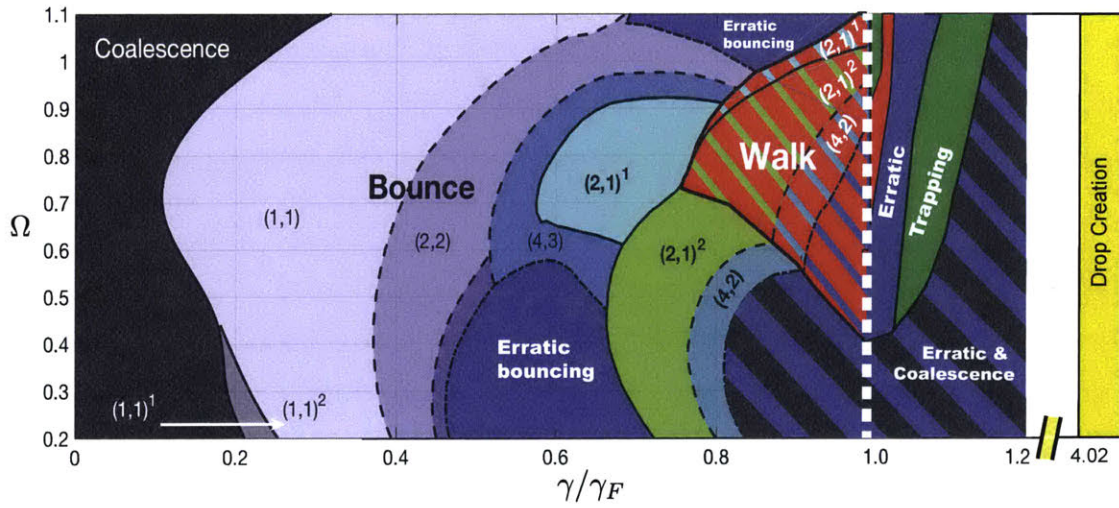 1.1
1
0.9
0.8
0.7
0.6
0.5
0.4
0.3
0.2
Ω
Coalescence
Bounce
(1,1)
(2,2)
(4,3)
(2,1)¹
(2,1)²
(4,2)
Erratic
bouncing
Erratic
bouncing
Walk
(2,1)¹
(2,1)²
(4,2)
Erratic
Trapping
Erratic &
Coalescence
Drop Creation
(1,1)¹
(1,1)²
0
0.2
0.4
0.6
0.8
1.0
1.2
4.02
γ/γF